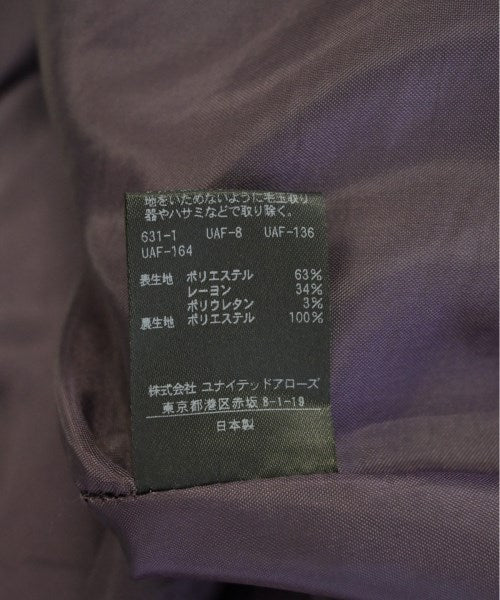 地をいためないように毛玉取り
器やハサミなどで取り除く。
631-1 UAF-8 UAF-136
UAF-164
表生地 ポリエステル 63%
レーヨン 34%
ポリウレタン 3%
裏生地 ポリエステル 100%
株式会社 ユナイテッドアローズ
東京都港区赤坂 8-1-19
日本製